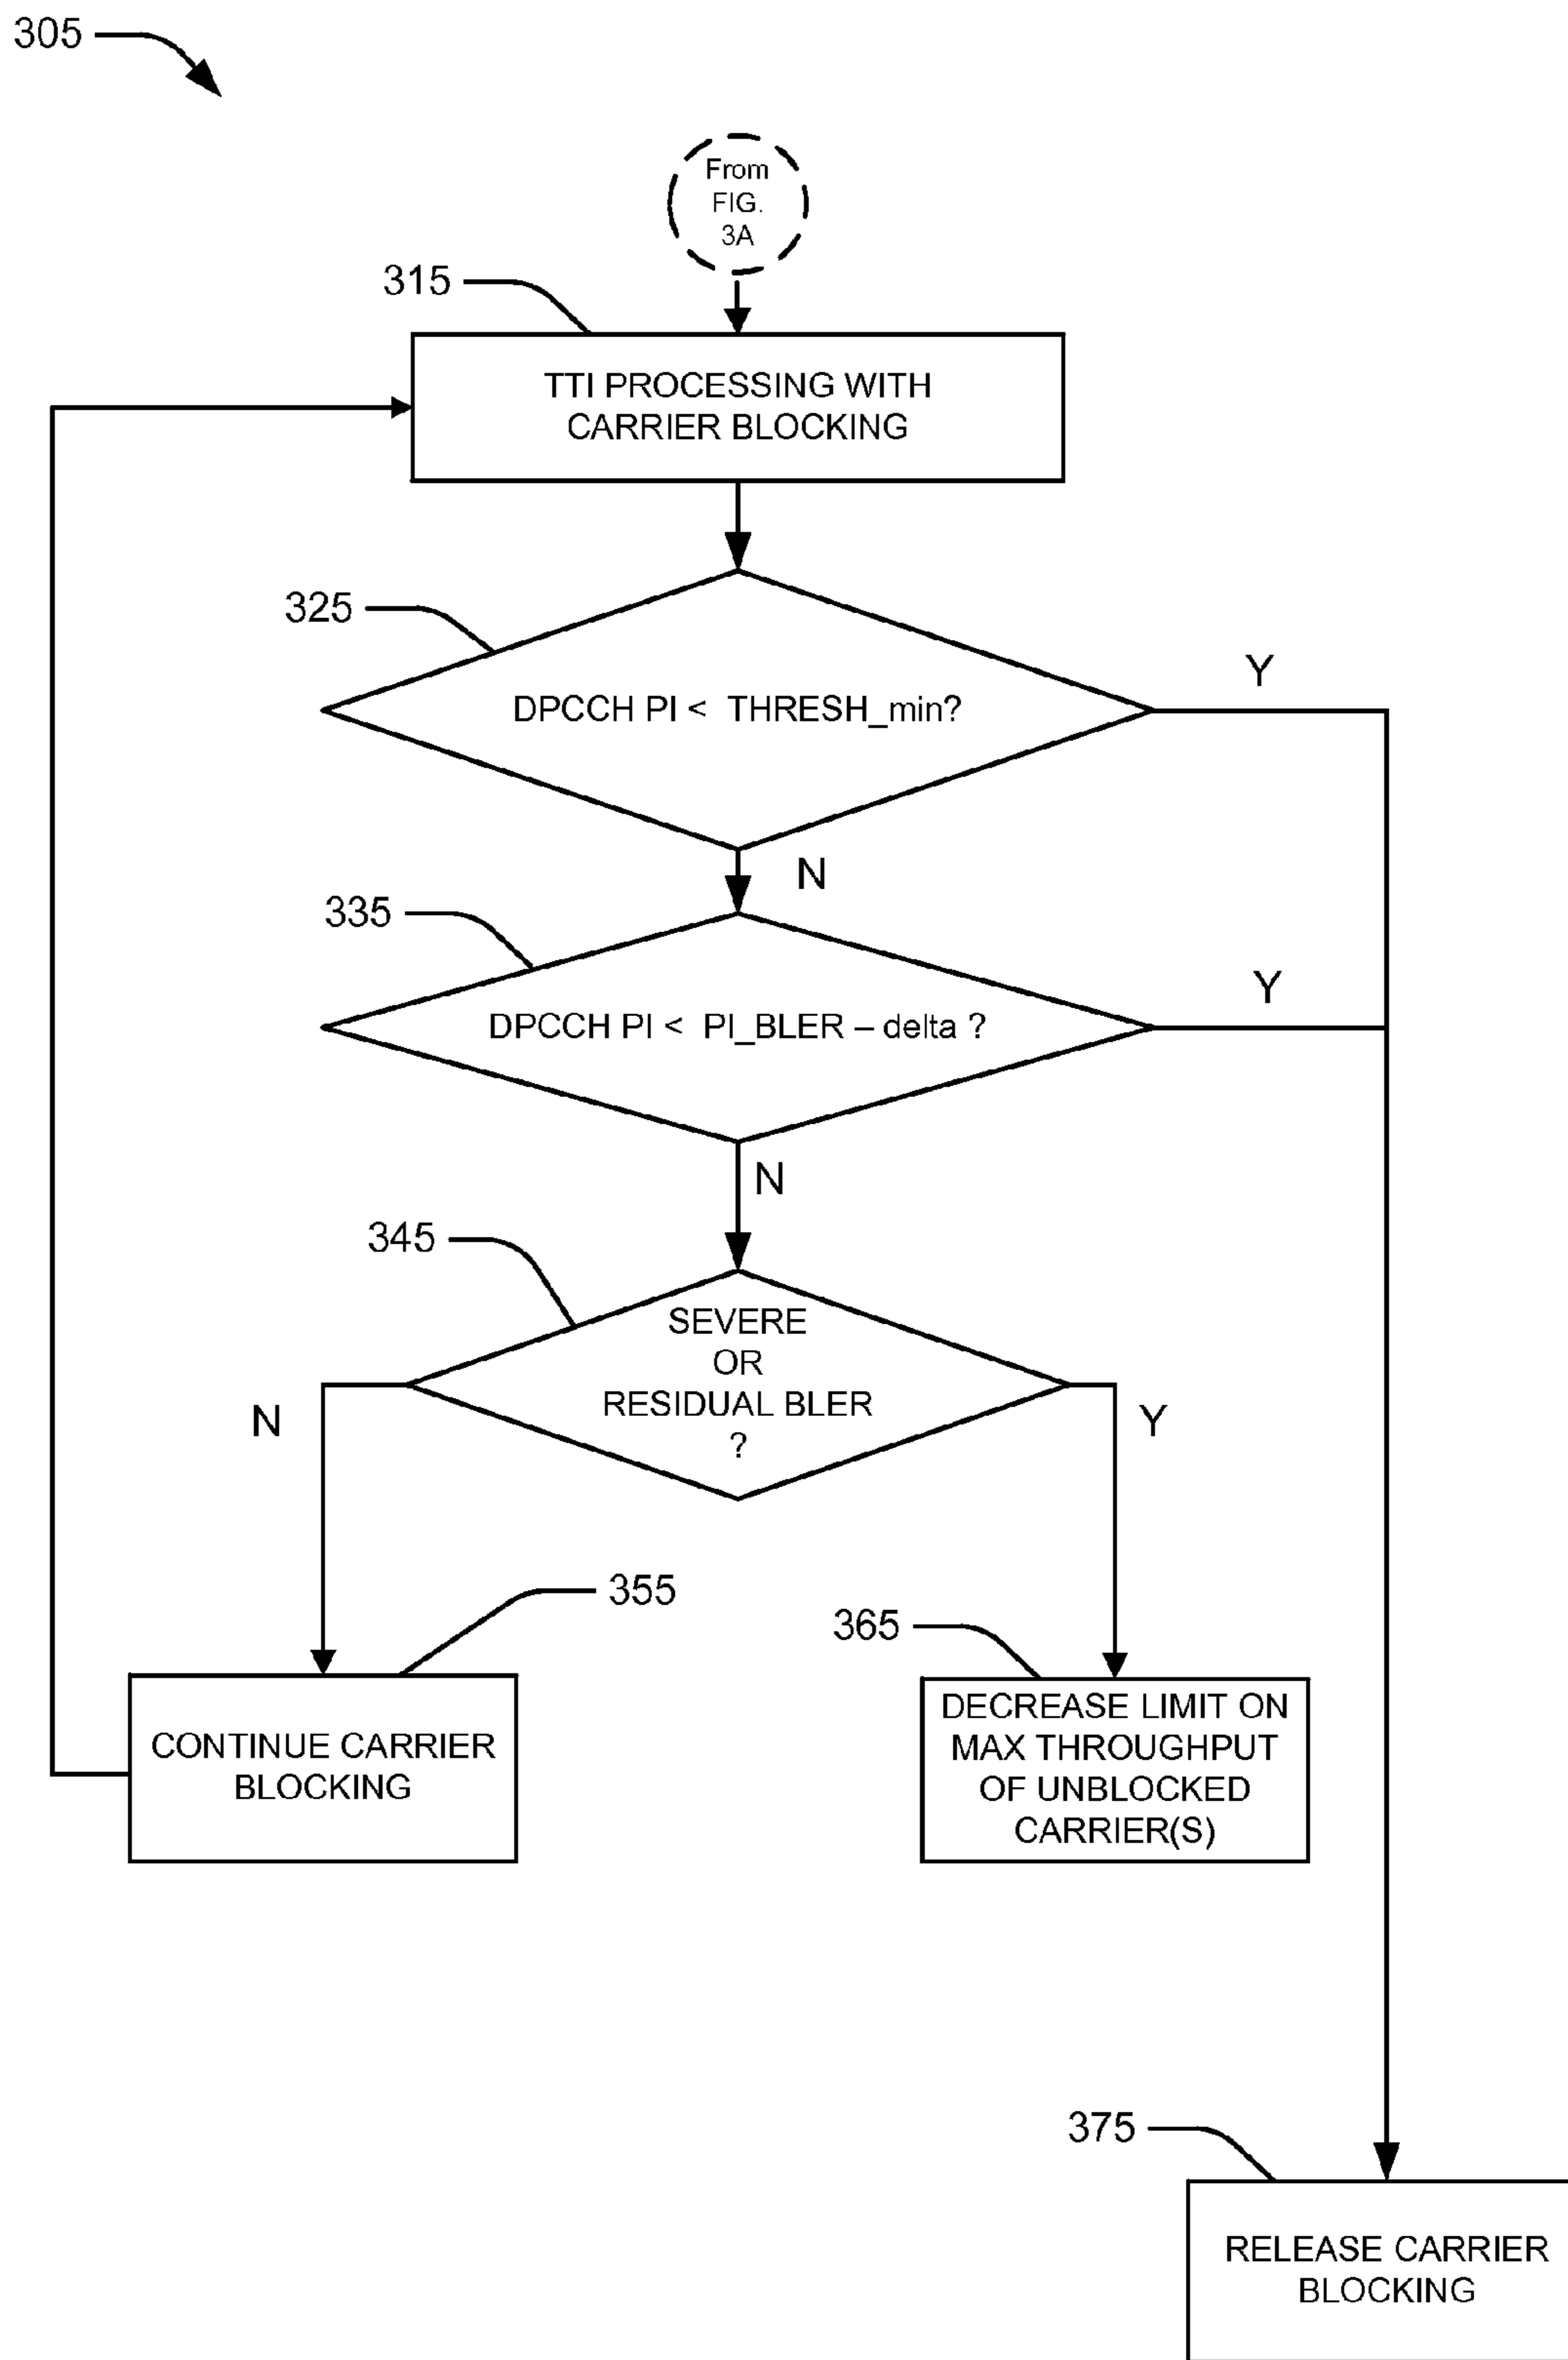 305
From
FIG.
3A
315
TTI PROCESSING WITH
CARRIER BLOCKING
325
DPCCH PI < THRESH_min?
Y
N
335
DPCCH PI < PI_BLER – delta ?
Y
N
345
SEVERE
OR
RESIDUAL BLER
?
N
Y
355
CONTINUE CARRIER
BLOCKING
365
DECREASE LIMIT ON
MAX THROUGHPUT
OF UNBLOCKED
CARRIER(S)
375
RELEASE CARRIER
BLOCKING